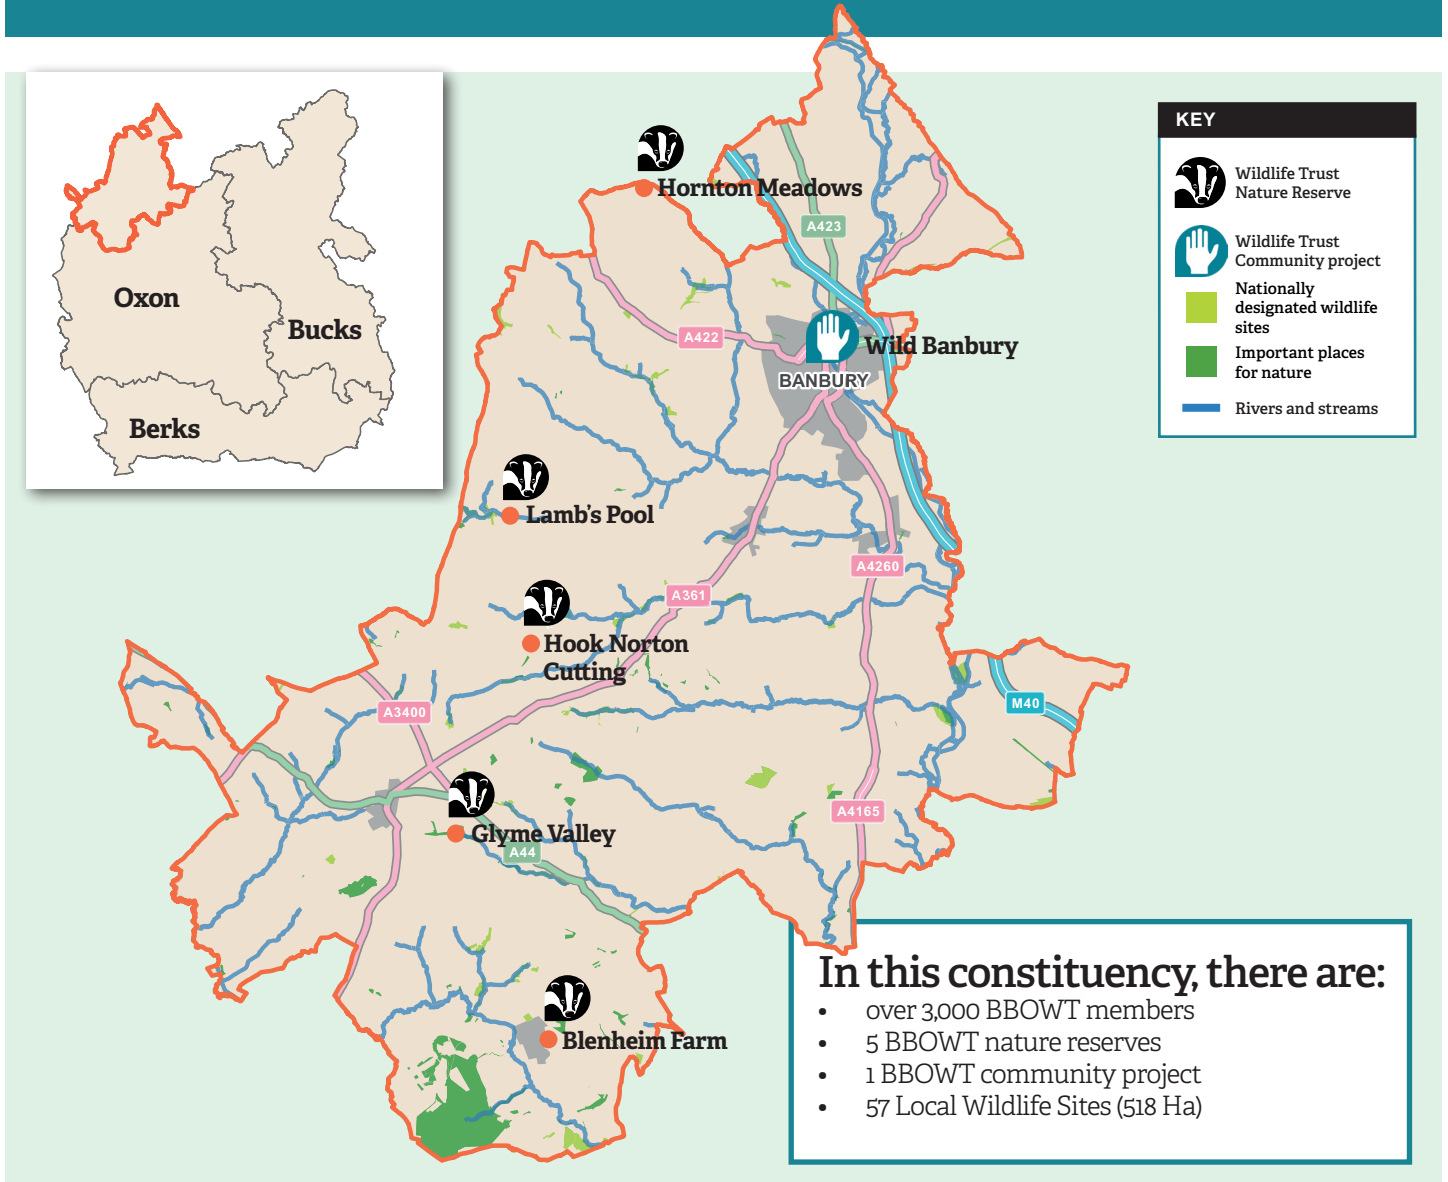 Oxon
Bucks
Berks
KEY
Wildlife Trust
Nature Reserve
Wildlife Trust
Community project
Nationally
designated wildlife
sites
Important places
for nature
Rivers and streams
Hornton Meadows
A423
A422
Wild Banbury
BANBURY
Lamb's Pool
A4260
A361
Hook Norton
Cutting
A3400
M40
A4165
Glyme Valley
A44
Blenheim Farm
In this constituency, there are:
• over 3,000 BBOWT members
• 5 BBOWT nature reserves
• 1 BBOWT community project
• 57 Local Wildlife Sites (518 Ha)